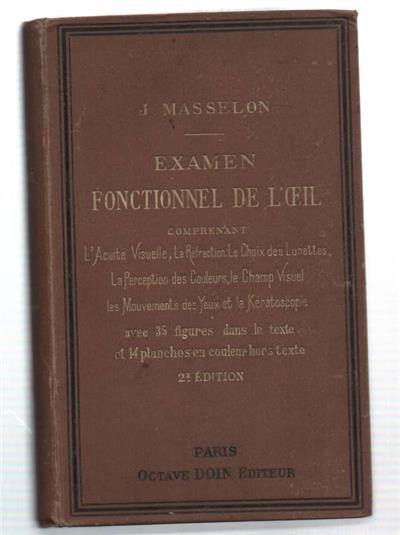 J. MASSELON
EXAMEN
FONCTIONNEL DE L'ŒIL
COMPRENANT
L'Acuité Visuelle, La Réfraction: Le Choix des Lunettes,
La Perception des Couleurs, le Champ Visuel
les Mouvements des Yeux et la Kératoscopie
avec 35 figures dans le texte
et 14 planches en couleur hors texte
2E ÉDITION
PARIS
OCTAVE DOIN EDITEUR